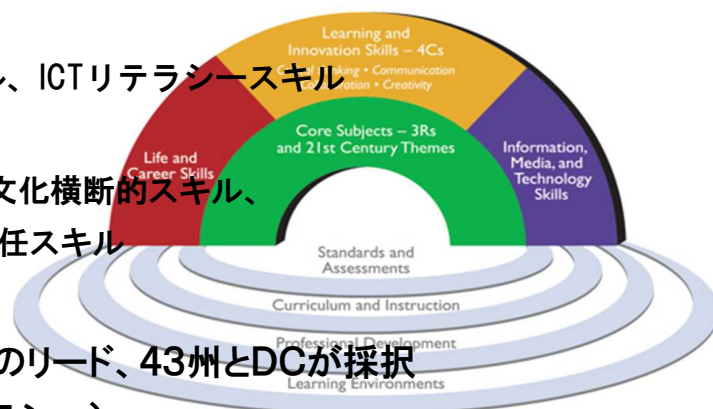 Learning and
Innovation Skills – 4Cs
Thinking • Communication
• Creativity
、ICTリテラシースキル
Core Subjects – 3Rs
and 21st Century Themes
Life and
Career Skills
Information,
Media, and
Technology
Skills
文化横断的スキル、
任スキル
Standards and
Assessments
Curriculum and Instruction
Professional Development
のリード、43州とDCが採択
Learning Environments